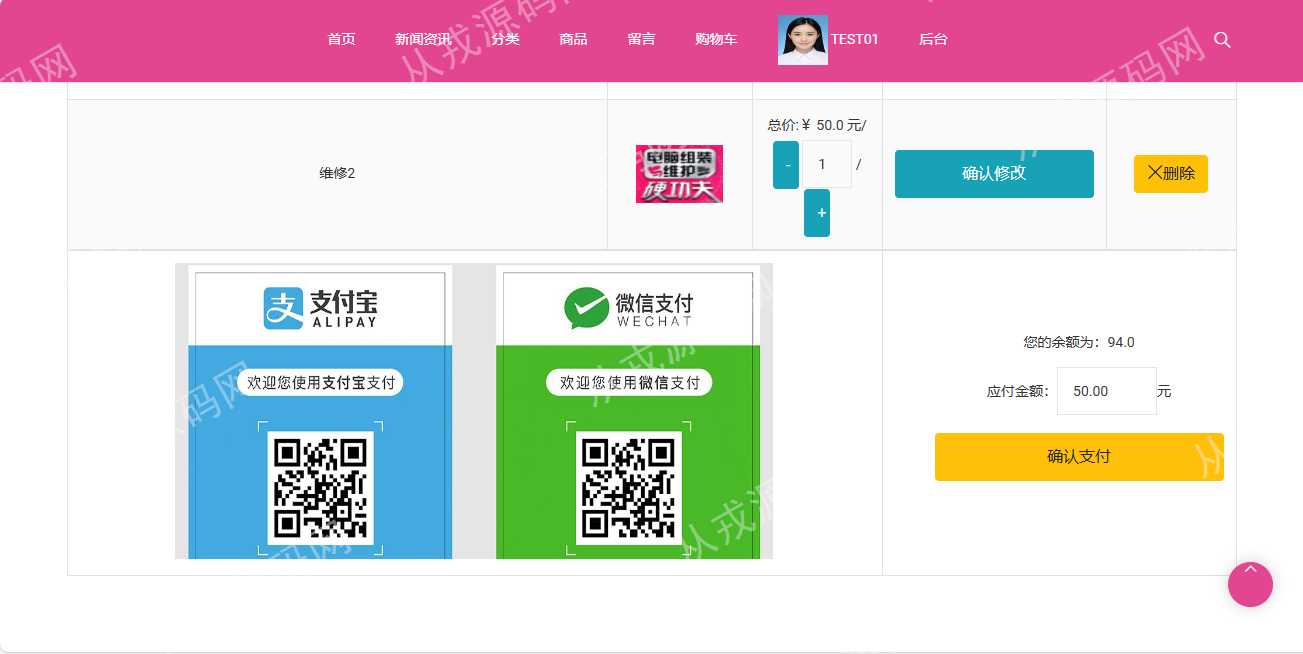 首页 新闻资讯 分类 商品 留言 购物车 TEST01 后台
总价:¥ 50.0 元/
维修2
电脑组装
与维护
硬功夫
- 1 /
+
确认修改
删除
支付宝
ALIPAY
欢迎您使用支付宝支付
微信支付
WECHAT
欢迎您使用微信支付
您的余额为：94.0
应付金额： 50.00 元
确认支付
从戎源码网